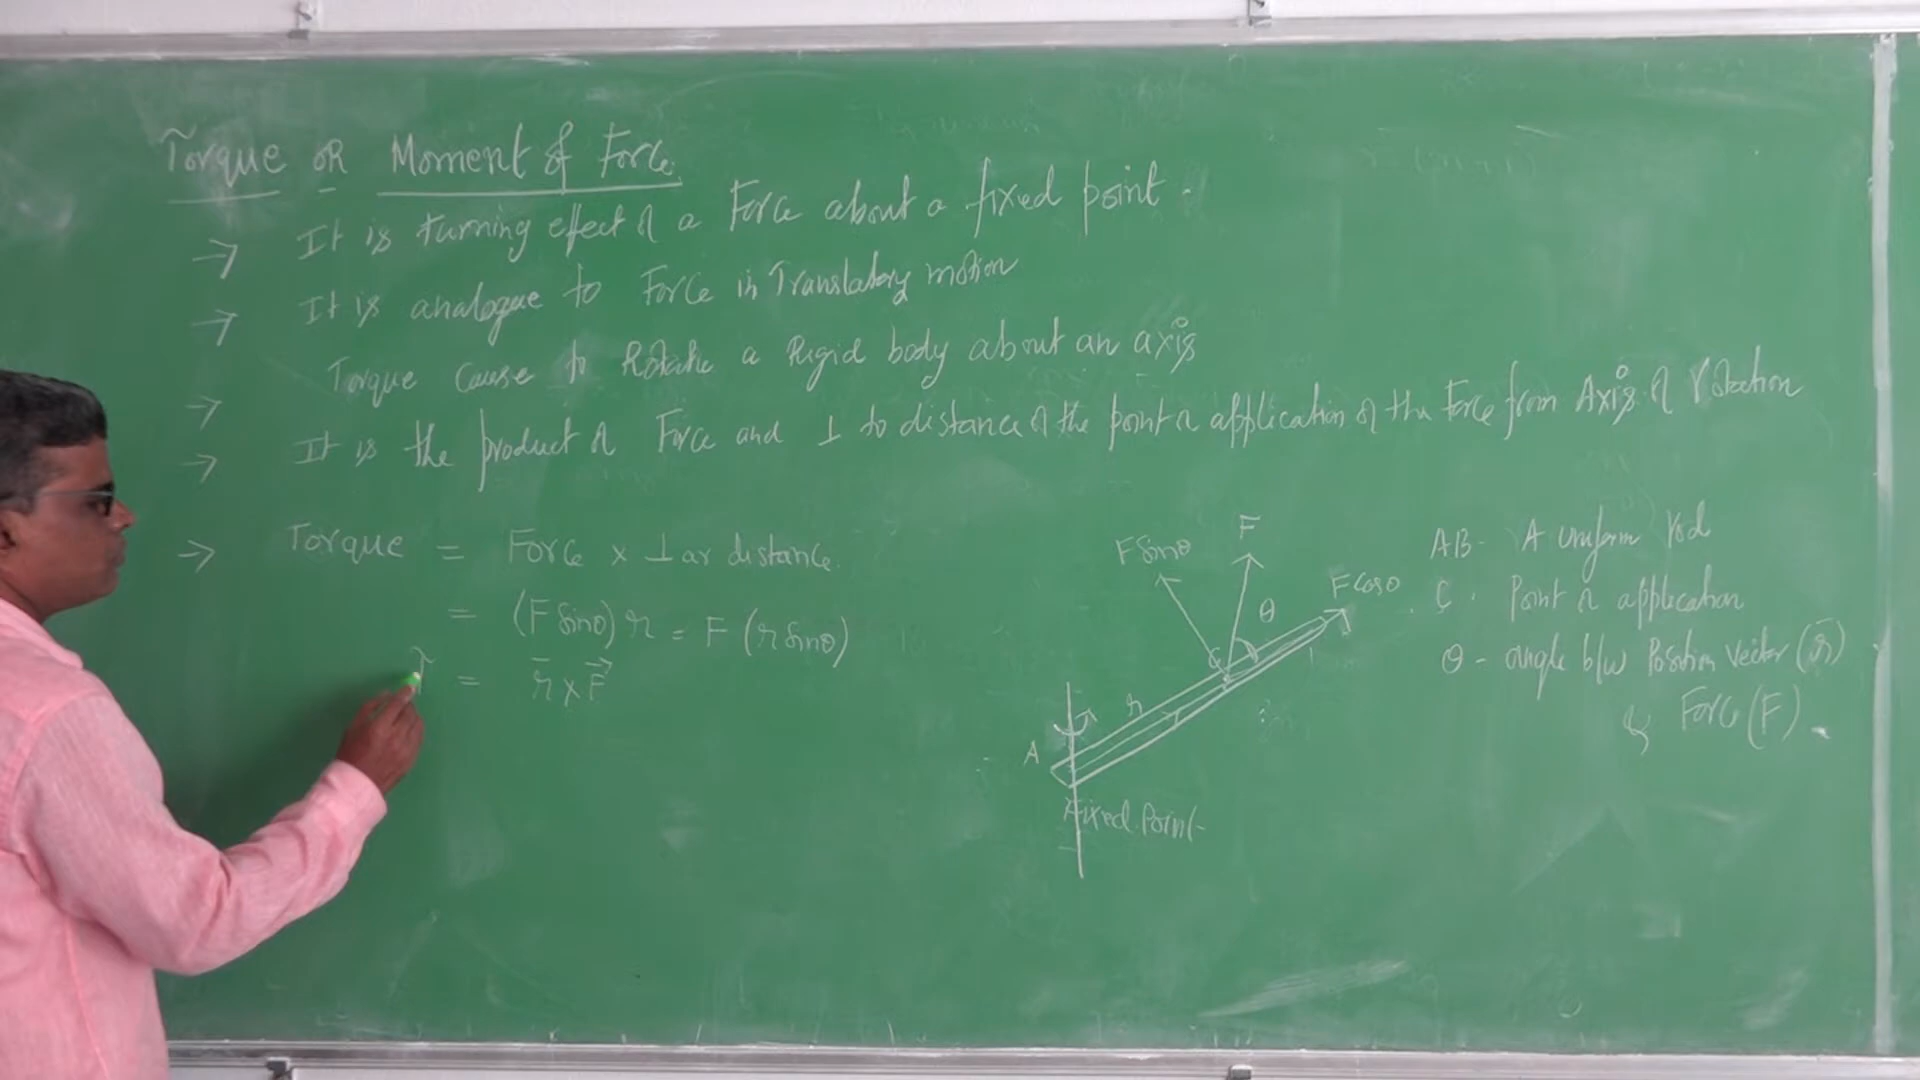 Torque OR Moment of Force.
→ It is turning effect of a Force about a fixed point.
→ It is analogue to Force in Translatory motion
→ Torque Cause to Rotate a Rigid body about an axis
→ It is the product of Force and ⊥ to distance of the point of application of the Force from Axis of rotation
→ Torque = Force x ⊥ar distance.
= (F sinθ) r = F (r sinθ)
= r̄ x F⃗
F sinθ
F
F cosθ
θ
C
r
A
Fixed Point
AB - A uniform rod
C. Point of application
θ - angle b/w Position vector (r̄)
& Force (F).